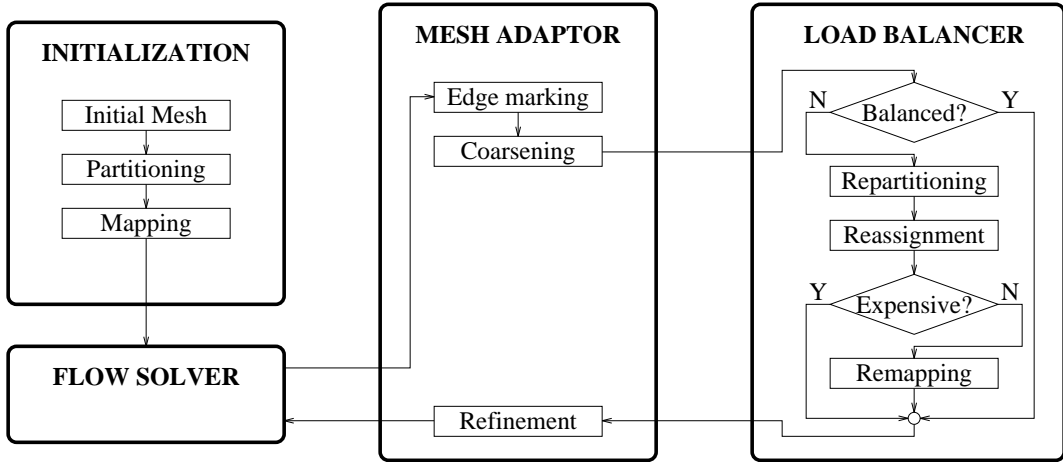 INITIALIZATION
Initial Mesh
Partitioning
Mapping
FLOW SOLVER
MESH ADAPTOR
Edge marking
Coarsening
Refinement
LOAD BALANCER
N
Balanced?
Y
Repartitioning
Reassignment
Y
Expensive?
N
Remapping